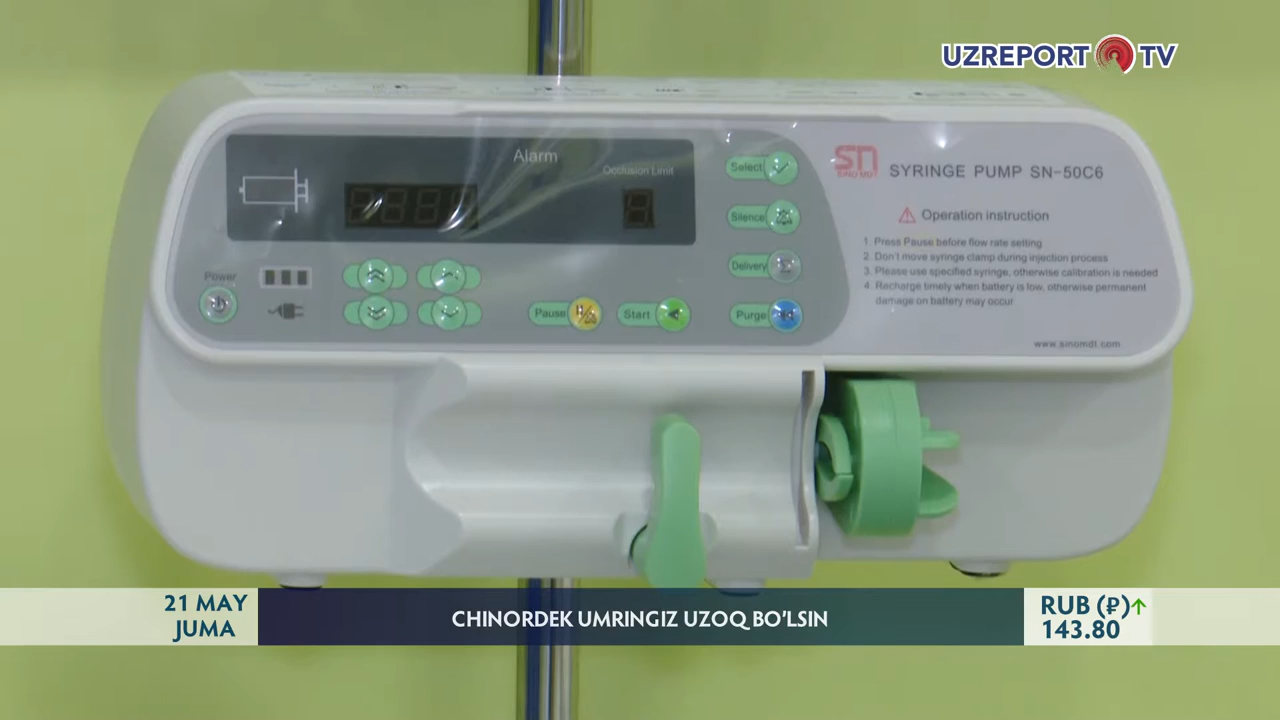 UZREPORT TV
Alarm
Occlusion Limit
Select
Silence
Delivery
Purge
Power
Pause
Start
SN
SINO MDT
SYRINGE PUMP SN-50C6
Operation instruction
1. Press Pause before flow rate setting
2. Don't move syringe clamp during injection process
3. Please use specified syringe, otherwise calibration is needed
4. Recharge timely when battery is low, otherwise permanent
damage on battery may occur
www.sinomdt.com
21 MAY
JUMA
CHINORDEK UMRINGIZ UZOQ BO'LSIN
RUB (₽)↑
143.80